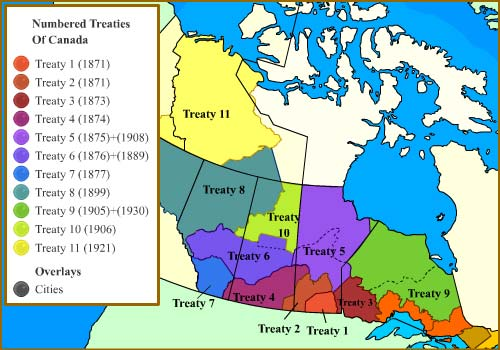 Numbered Treaties
Of Canada
Treaty 1 (1871)
Treaty 2 (1871)
Treaty 3 (1873)
Treaty 4 (1874)
Treaty 5 (1875)+(1908)
Treaty 6 (1876)+(1889)
Treaty 7 (1877)
Treaty 8 (1899)
Treaty 9 (1905)+(1930)
Treaty 10 (1906)
Treaty 11 (1921)
Overlays
Cities
Treaty 11
Treaty 8
Treaty
10
Treaty 6
Treaty 5
Treaty 7
Treaty 4
Treaty 3
Treaty 9
Treaty 2
Treaty 1